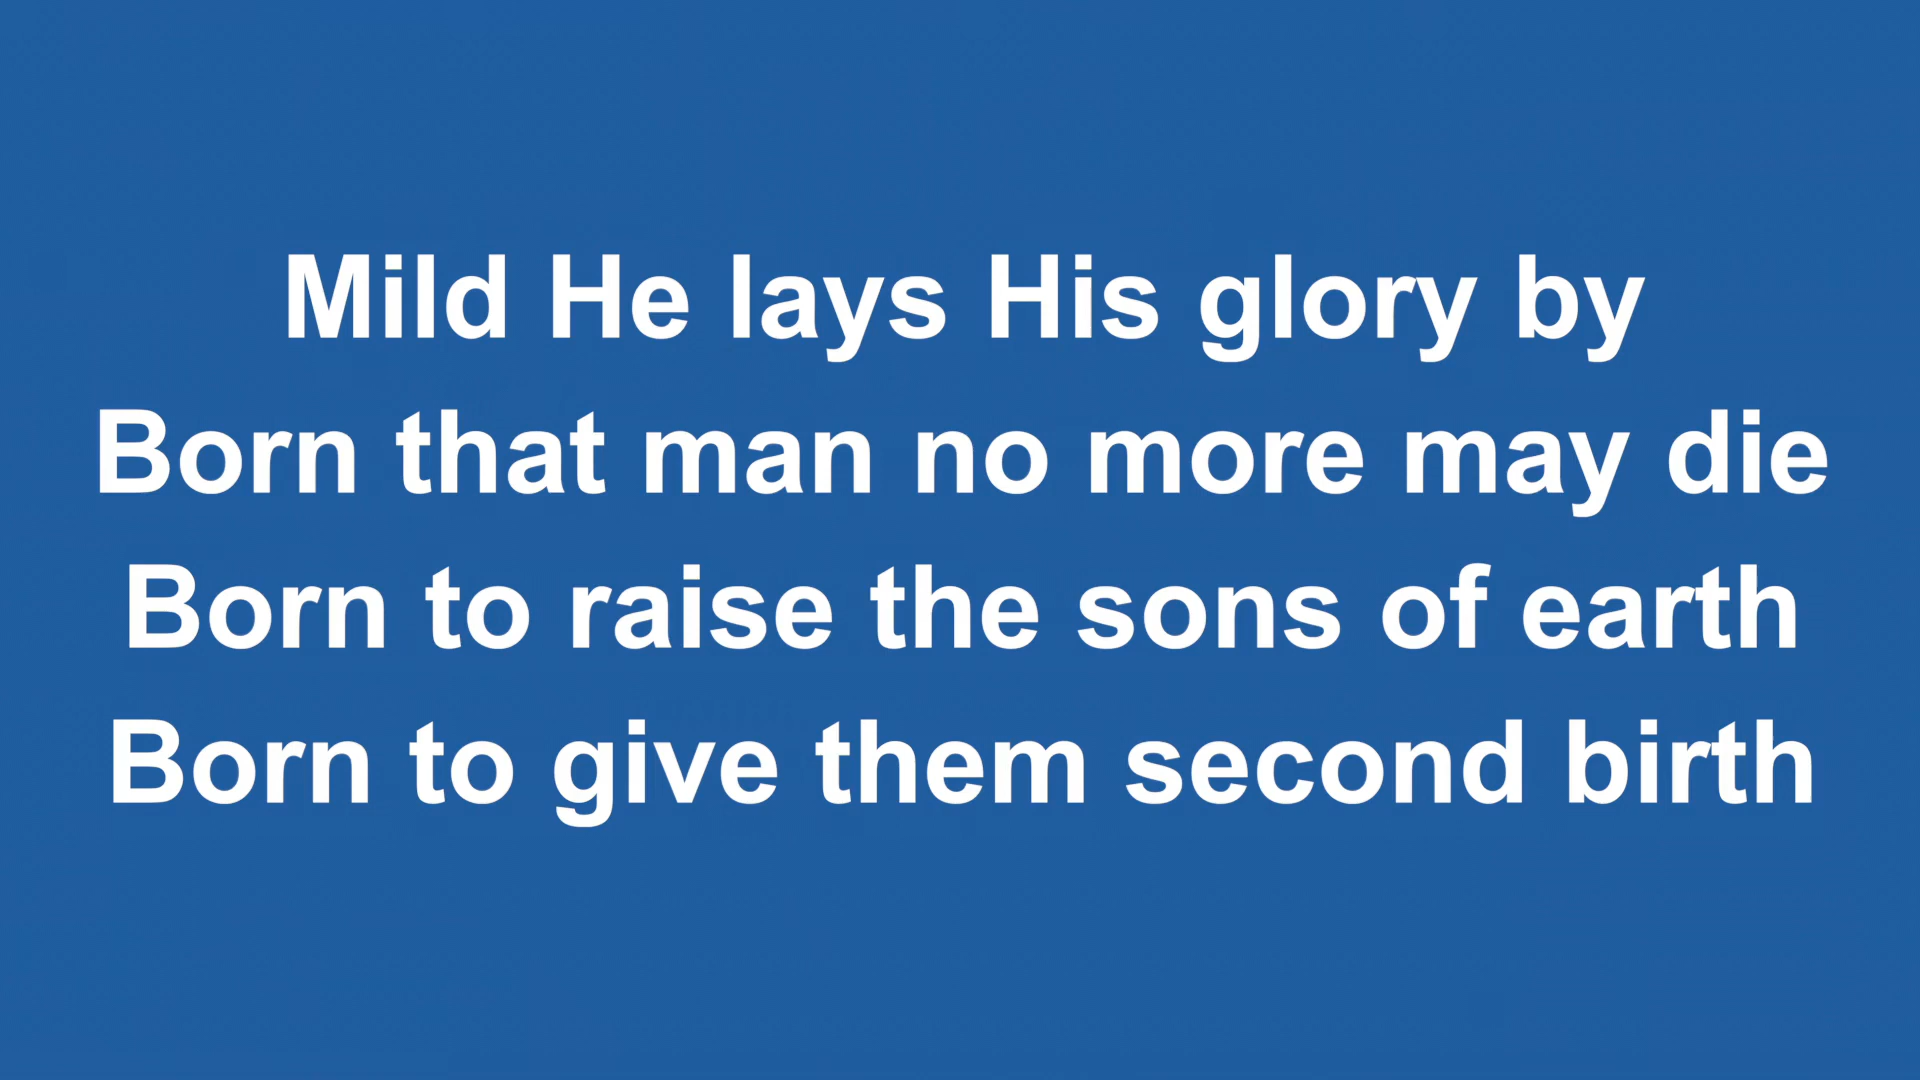 Mild He lays His glory by
Born that man no more may die
Born to raise the sons of earth
Born to give them second birth